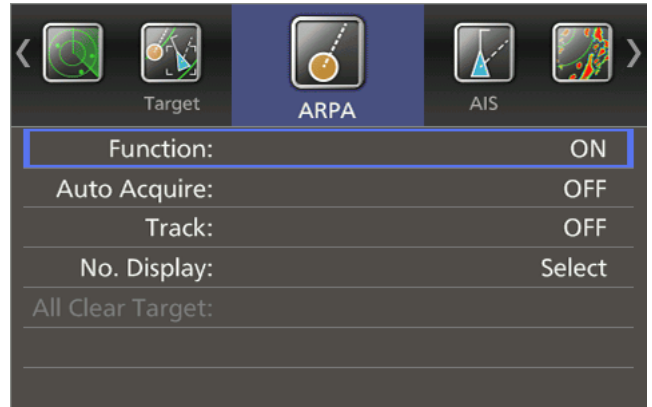 Target
ARPA
AIS
Function: ON
Auto Acquire: OFF
Track: OFF
No. Display: Select
All Clear Target: